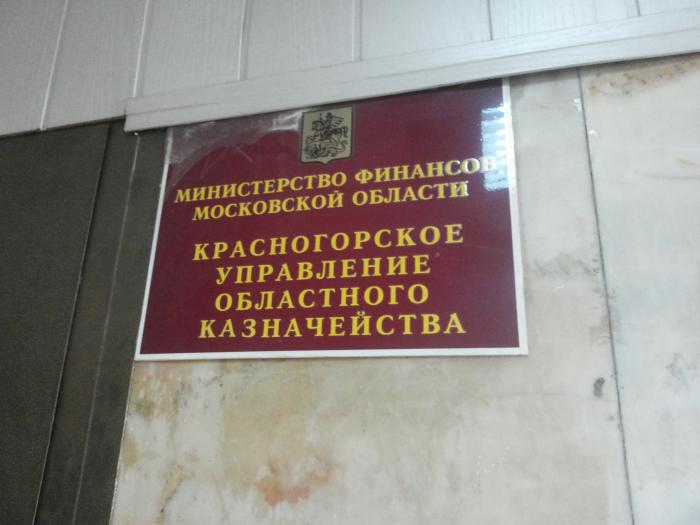 МИНИСТЕРСТВО ФИНАНСОВ
МОСКОВСКОЙ ОБЛАСТИ
КРАСНОГОРСКОЕ
УПРАВЛЕНИЕ
ОБЛАСТНОГО
КАЗНАЧЕЙСТВА